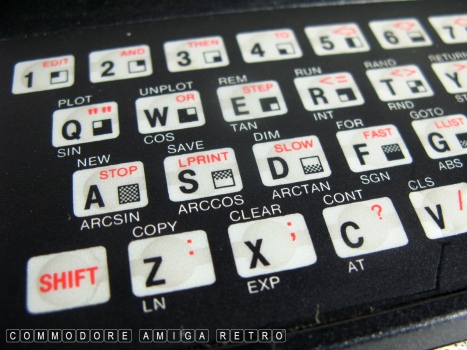 1 EDIT 2 AND 3 THEN 4 TO 5 <> 6 7
PLOT UNPLOT REM RUN RAND RETURN
Q "" W OR E STEP R <= T <> Y
SIN COS TAN INT RND
NEW SAVE DIM FOR GOTO
A STOP S LPRINT D SLOW F FAST G LLIST
ARCSIN ARCCOS ARCTAN SGN ABS
COPY CLEAR CONT CLS
SHIFT Z : X ; C ? V /
LN EXP AT
COMMODORE AMIGA RETRO